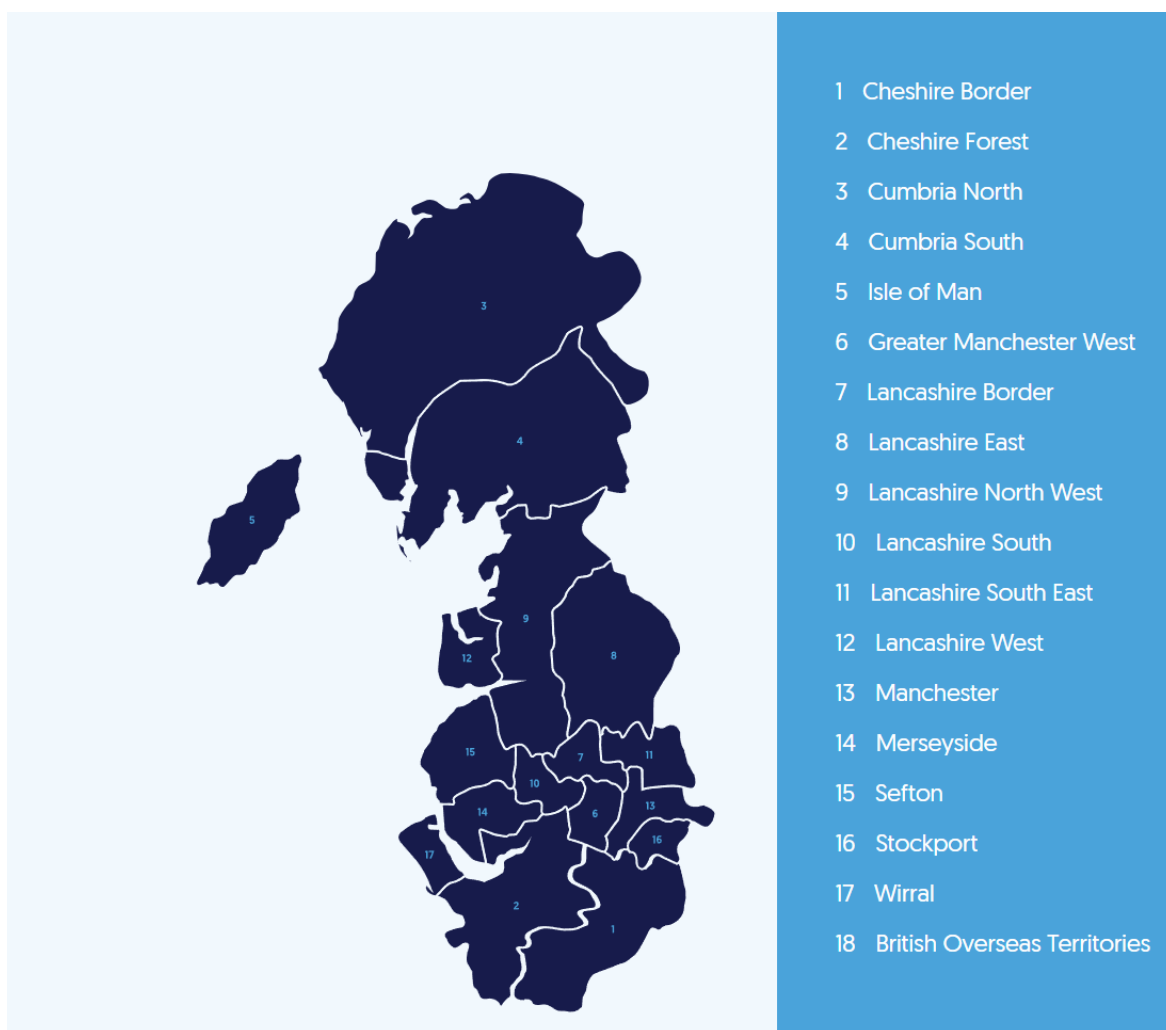 3
4
5
9
8
12
15
7
11
10
14
6
13
16
17
2
1
1 Cheshire Border
2 Cheshire Forest
3 Cumbria North
4 Cumbria South
5 Isle of Man
6 Greater Manchester West
7 Lancashire Border
8 Lancashire East
9 Lancashire North West
10 Lancashire South
11 Lancashire South East
12 Lancashire West
13 Manchester
14 Merseyside
15 Sefton
16 Stockport
17 Wirral
18 British Overseas Territories